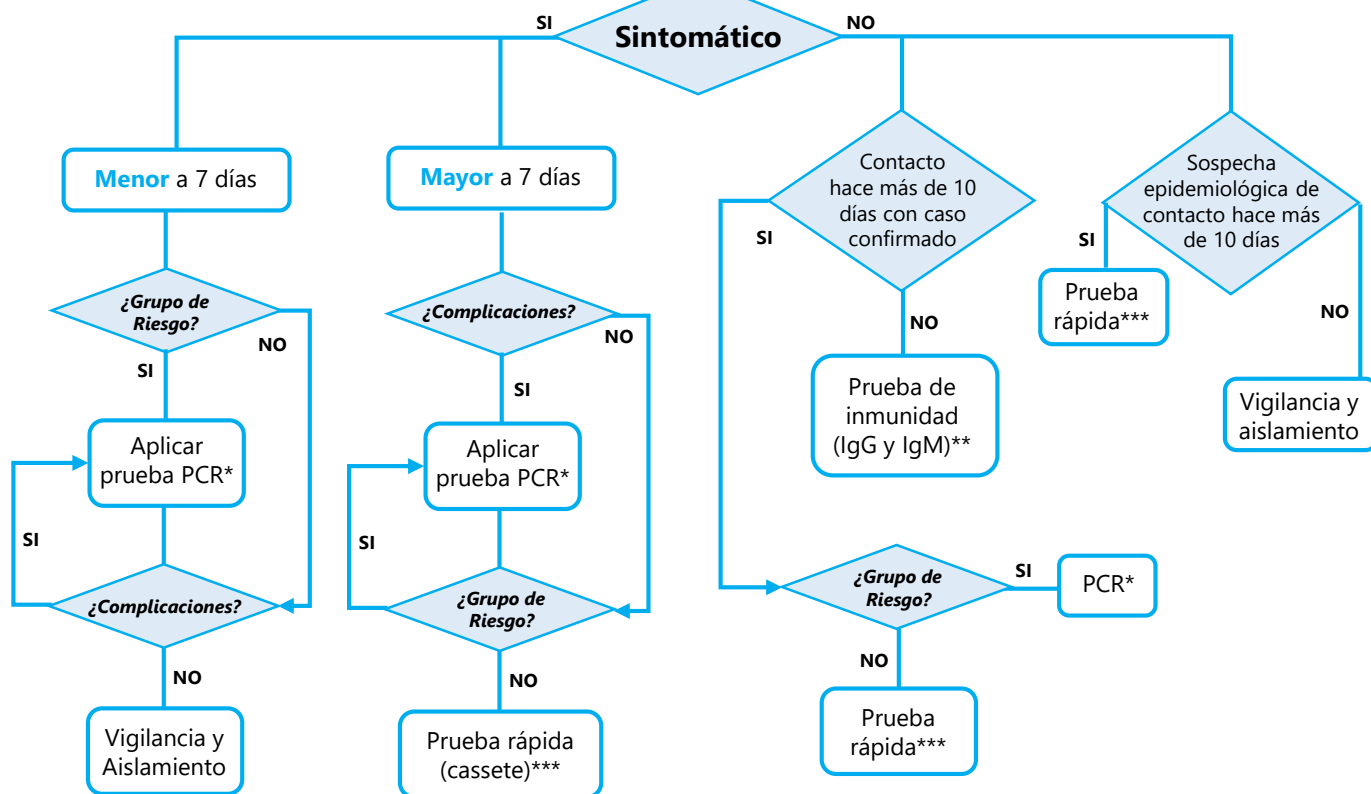 SI
Sintomático
NO
Menor a 7 días
Mayor a 7 días
Contacto
hace más de 10
días con caso
confirmado
Sospecha
epidemiológica de
contacto hace más
de 10 días
SI
SI
Prueba
rápida***
NO
NO
¿Grupo de
Riesgo?
NO
SI
¿Complicaciones?
NO
SI
Prueba de
inmunidad
(IgG y IgM)**
Vigilancia y
aislamiento
Aplicar
prueba PCR*
Aplicar
prueba PCR*
SI
SI
¿Complicaciones?
NO
¿Grupo de
Riesgo?
NO
¿Grupo de
Riesgo?
SI
PCR*
NO
Vigilancia y
Aislamiento
Prueba rápida
(cassete)***
Prueba
rápida***